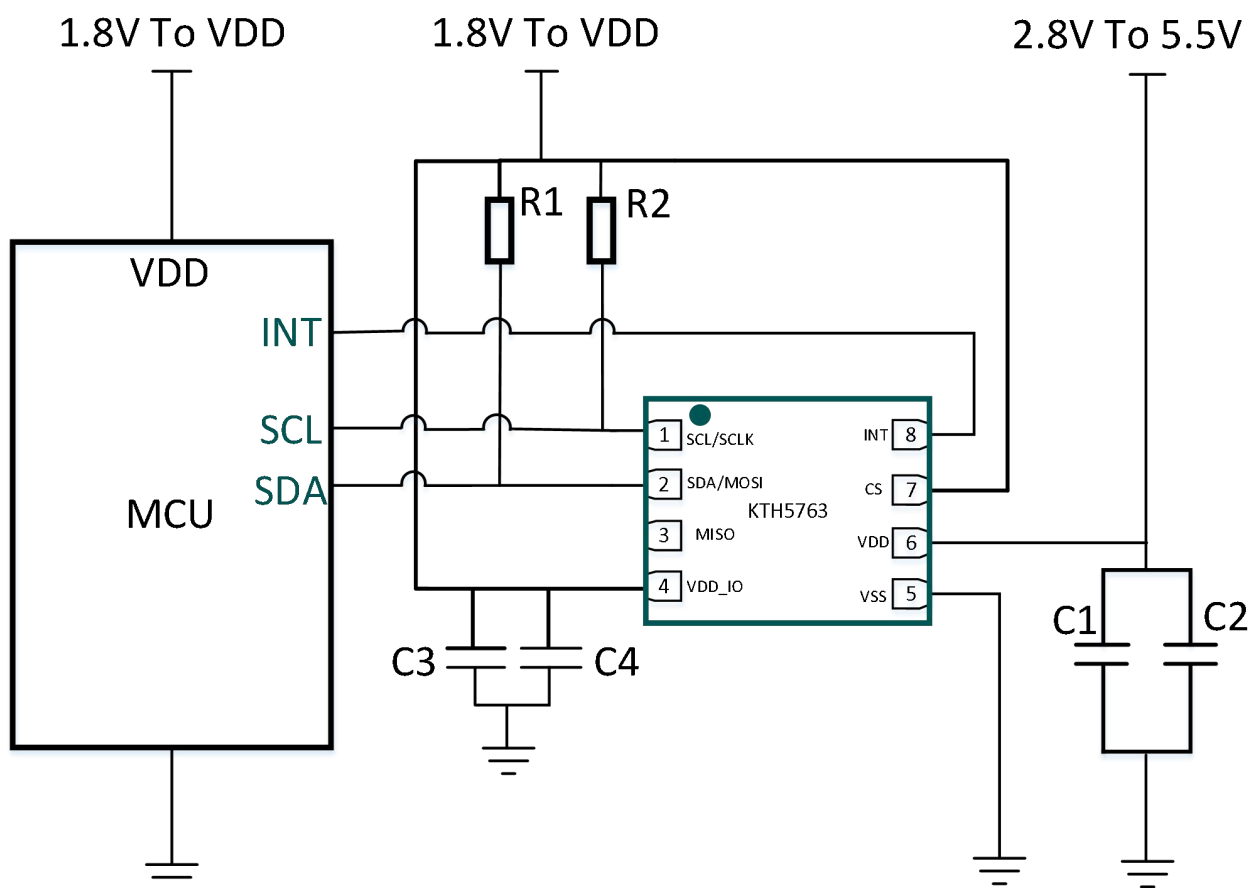 1.8V To VDD
1.8V To VDD
2.8V To 5.5V
R1
R2
VDD
INT
SCL
SDA
MCU
1
SCL/SCLK
INT
8
2
SDA/MOSI
CS
7
KTH5763
3
MISO
VDD
6
4
VDD_IO
VSS
5
C1
C2
C3
C4